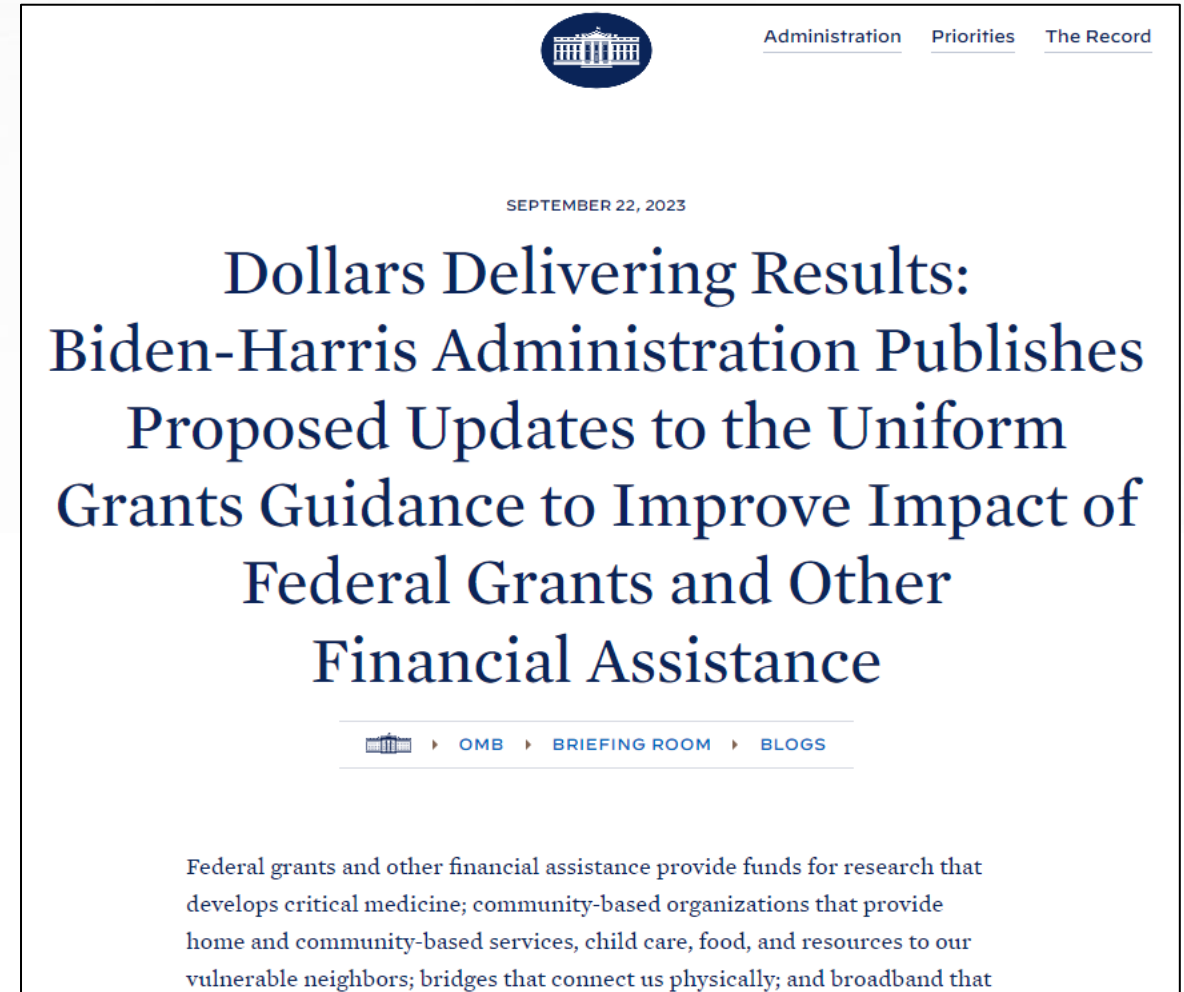 Administration Priorities The Record
SEPTEMBER 22, 2023
Dollars Delivering Results:
Biden-Harris Administration Publishes
Proposed Updates to the Uniform
Grants Guidance to Improve Impact of
Federal Grants and Other
Financial Assistance
OMB BRIEFING ROOM BLOGS
Federal grants and other financial assistance provide funds for research that
develops critical medicine; community-based organizations that provide
home and community-based services, child care, food, and resources to our
vulnerable neighbors; bridges that connect us physically; and broadband that